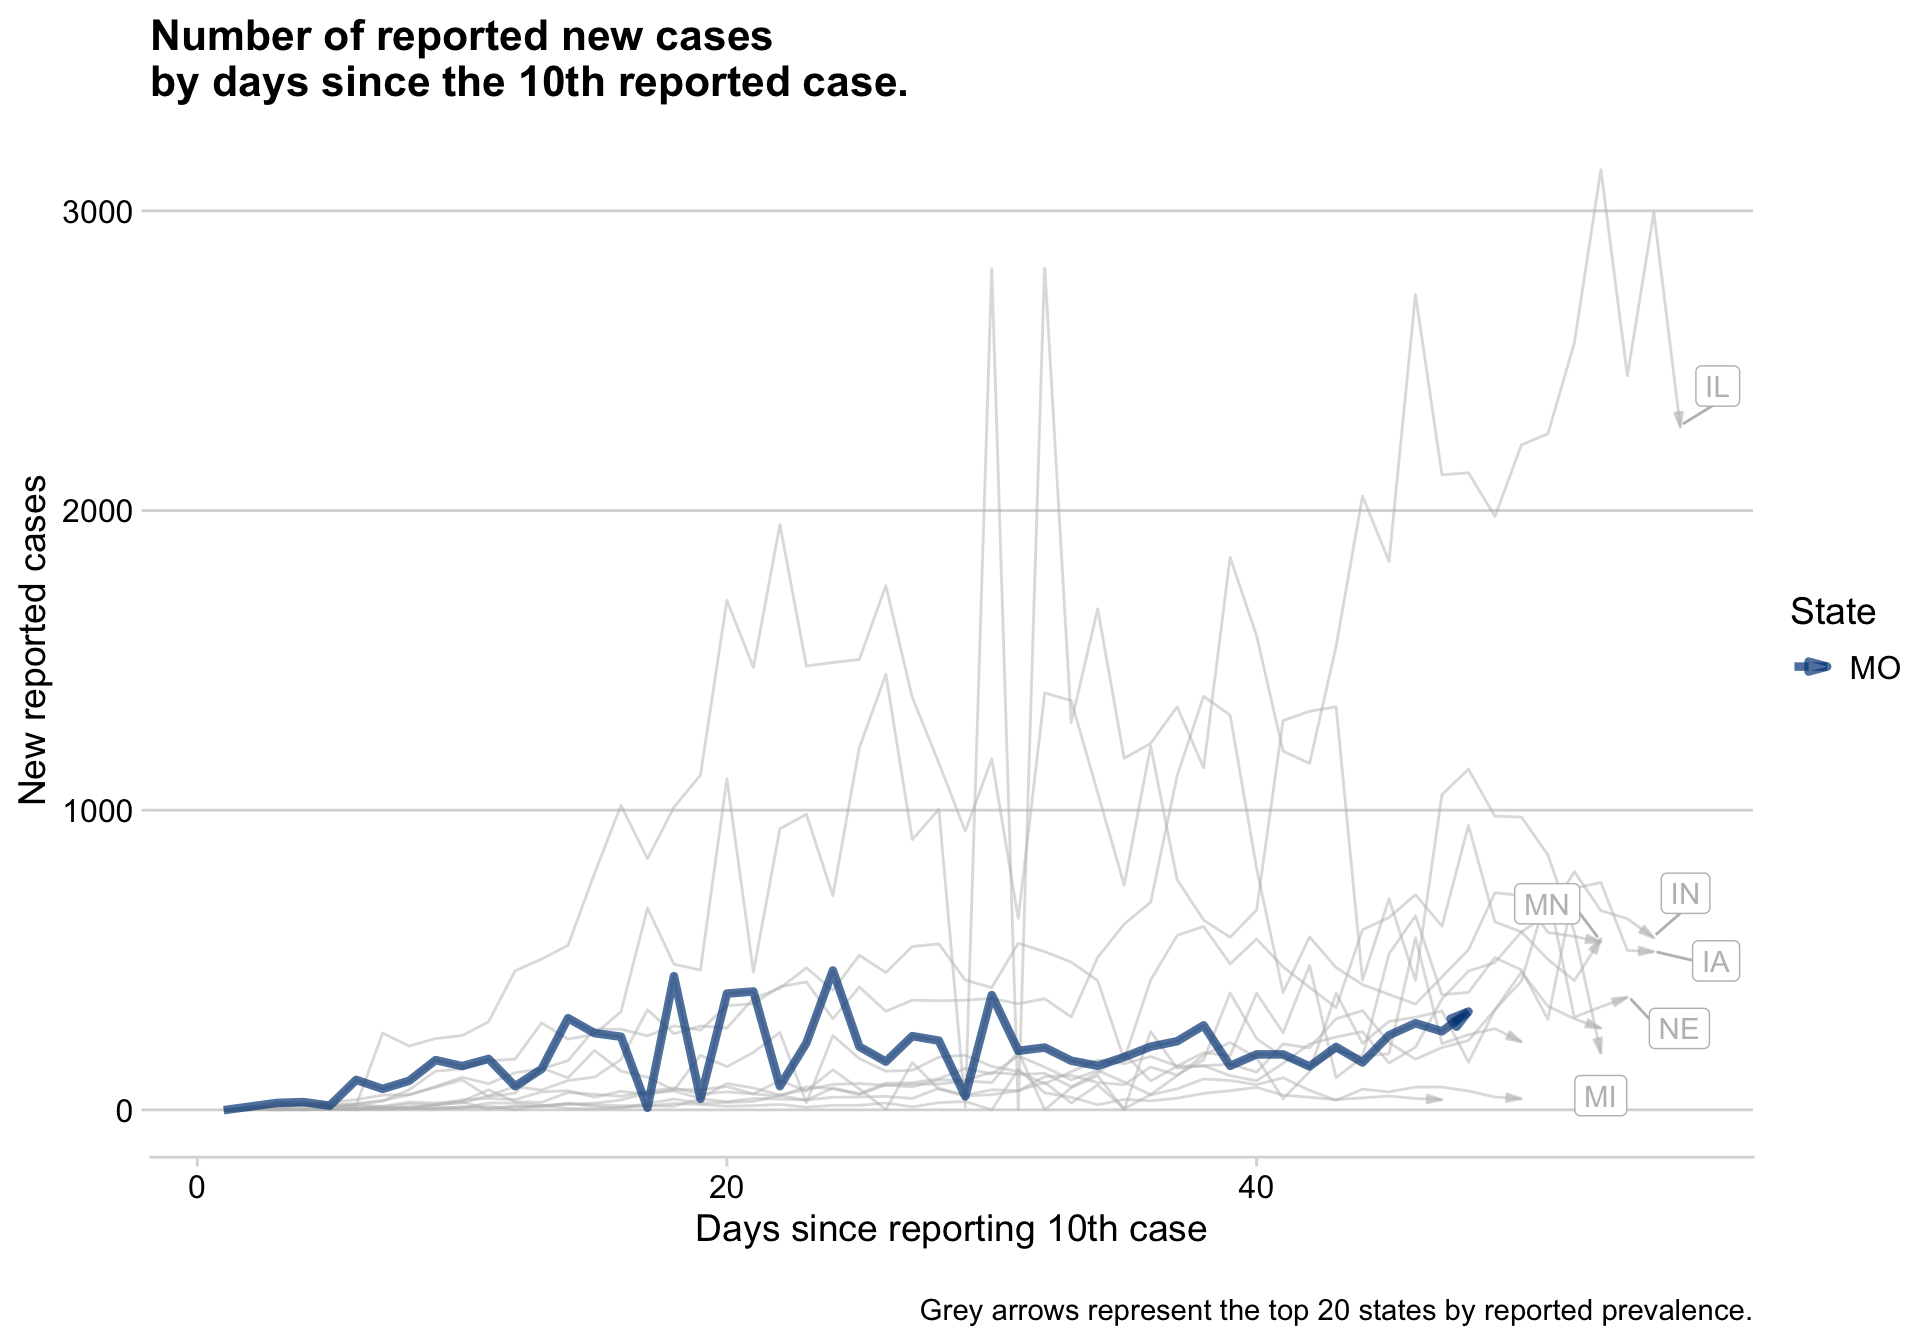 Number of reported new cases
by days since the 10th reported case.
New reported cases
3000
2000
1000
0
IL
MN
IN
IA
NE
MI
State
MO
0
20
40
Days since reporting 10th case
Grey arrows represent the top 20 states by reported prevalence.